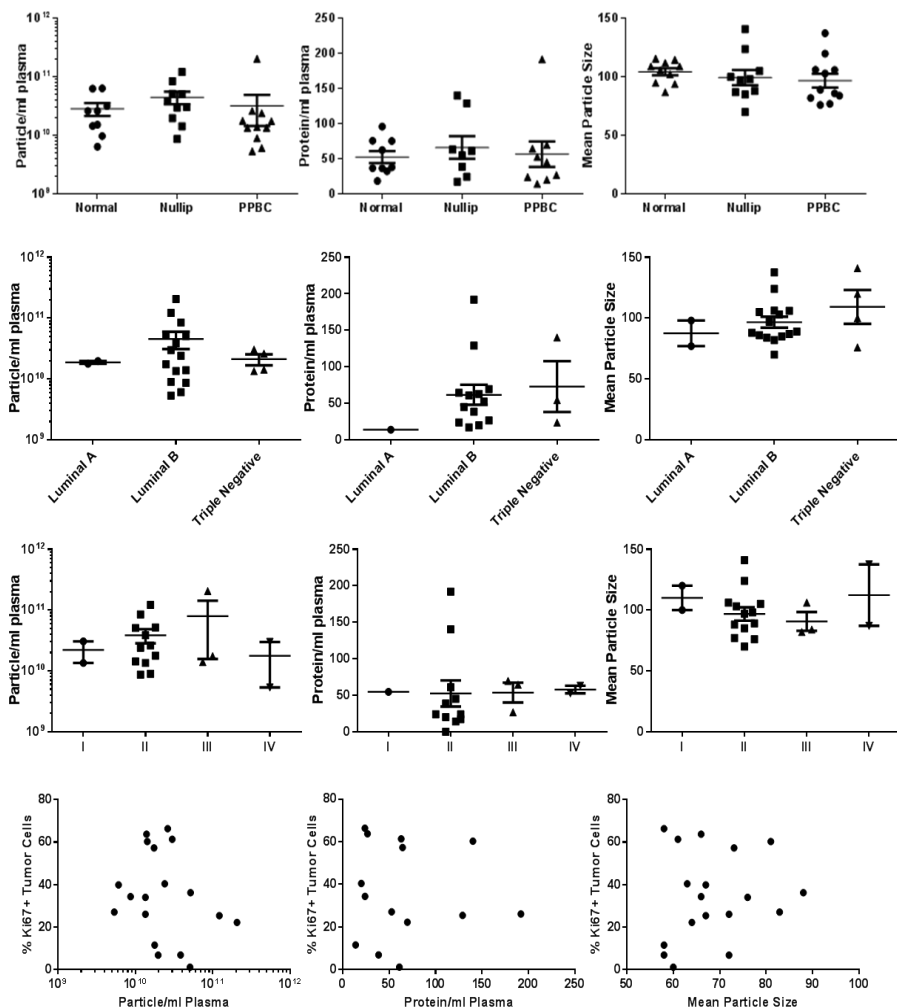 Particle/ml plasma
10¹²
10¹¹
10¹⁰
10⁹
Normal Nullip PPBC
Protein/ml plasma
250
200
150
100
50
0
Normal Nullip PPBC
Mean Particle Size
150
100
50
0
Normal Nullip PPBC
Particle/ml plasma
10¹²
10¹¹
10¹⁰
10⁹
Luminal A
Luminal B
Triple Negative
Protein/ml plasma
250
200
150
100
50
0
Luminal A
Luminal B
Triple Negative
Mean Particle Size
150
100
50
0
Luminal A
Luminal B
Triple Negative
Particle/ml plasma
10¹²
10¹¹
10¹⁰
10⁹
I II III IV
Protein/ml plasma
250
200
150
100
50
0
I II III IV
Mean Particle Size
150
100
50
0
I II III IV
% Ki67+ Tumor Cells
80
60
40
20
0
10⁹ 10¹⁰ 10¹¹ 10¹²
Particle/ml Plasma
% Ki67+ Tumor Cells
80
60
40
20
0
0 50 100 150 200 250
Protein/ml Plasma
% Ki67+ Tumor Cells
80
60
40
20
0
50 60 70 80 90 100
Mean Particle Size